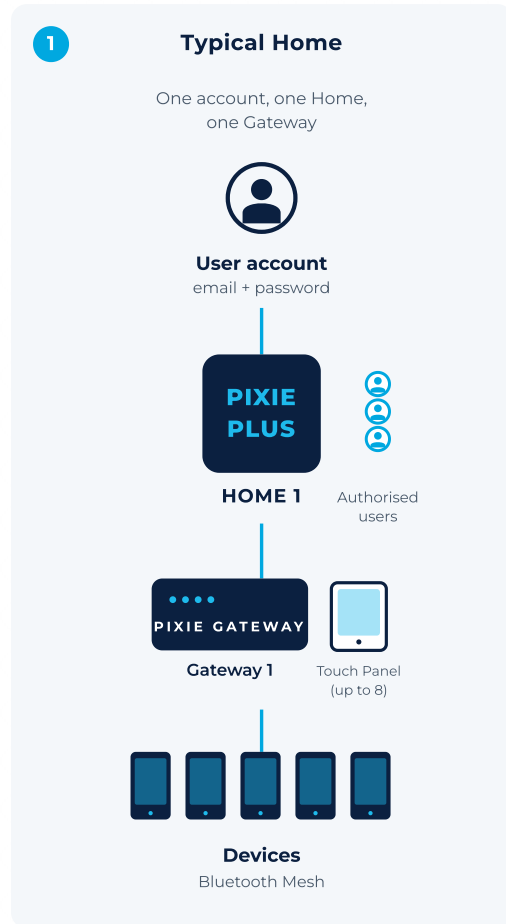 1
Typical Home
One account, one Home,
one Gateway
User account
email + password
PIXIE
PLUS
HOME 1
Authorised
users
PIXIE GATEWAY
Gateway 1
Touch Panel
(up to 8)
Devices
Bluetooth Mesh